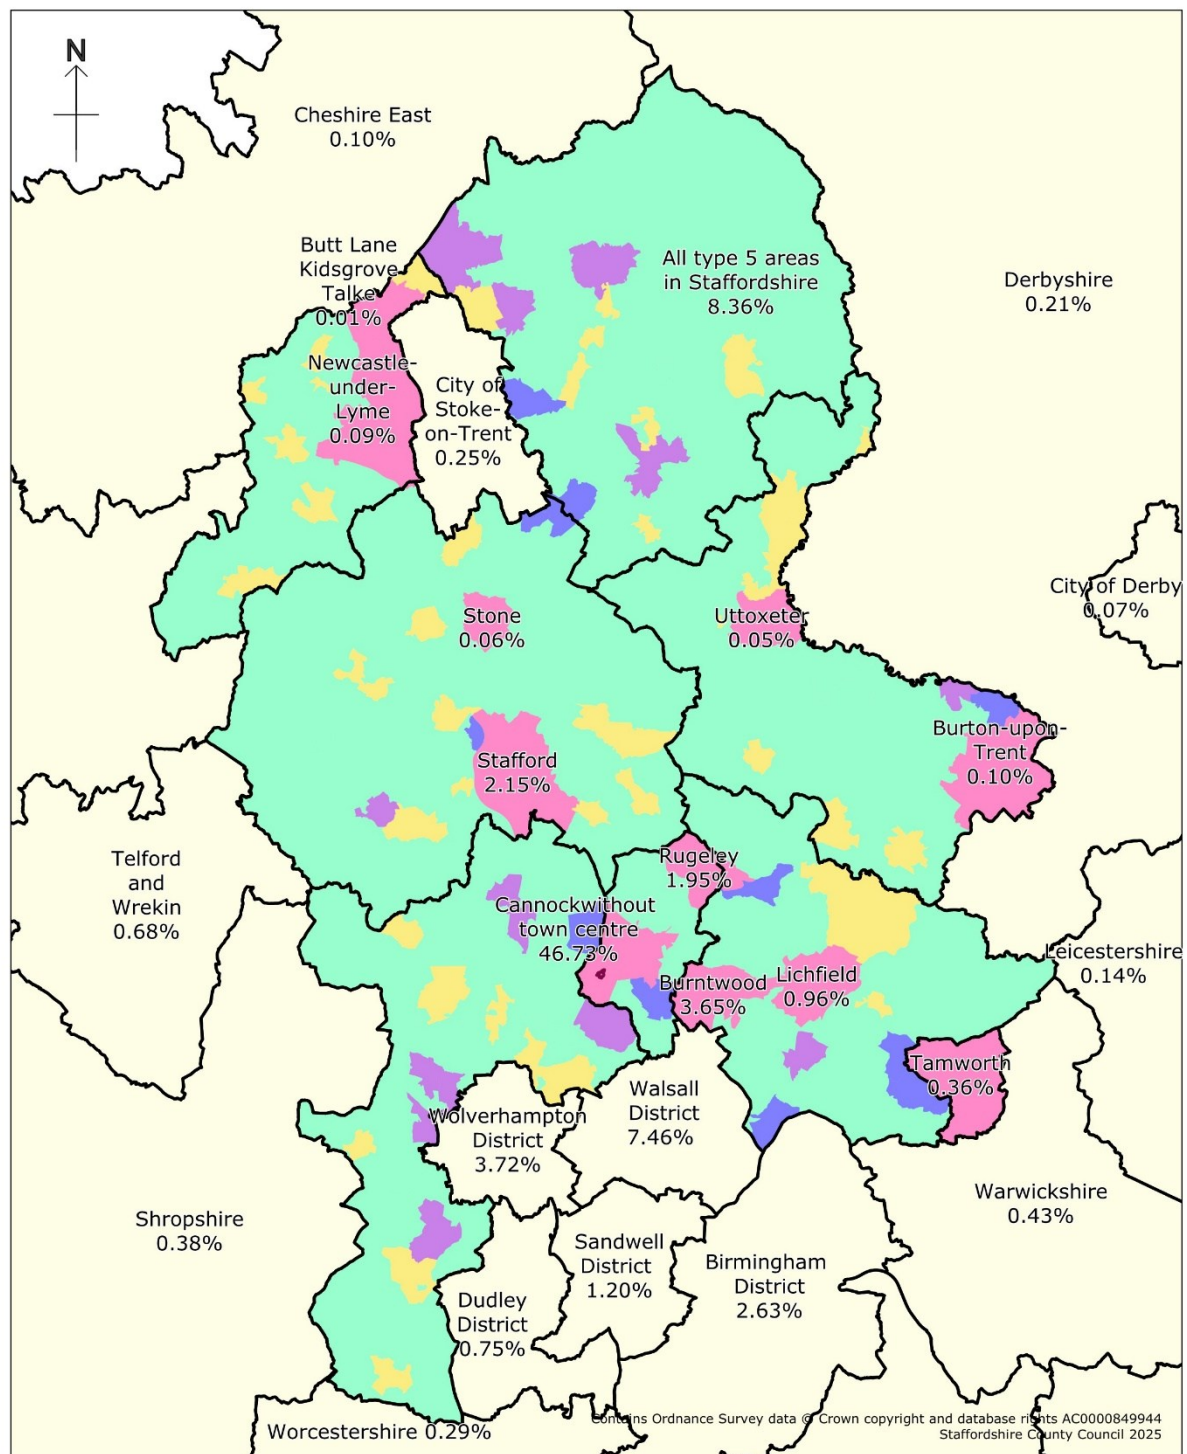 N
Cheshire East
0.10%
Butt Lane
Kidsgrove
Talke
0.01%
All type 5 areas
in Staffordshire
8.36%
Derbyshire
0.21%
Newcastle-
under-
Lyme
0.09%
City of
Stoke-
on-Trent
0.25%
City of Derby
0.07%
Stone
0.06%
Uttoxeter
0.05%
Burton-upon-
Trent
0.10%
Stafford
2.15%
Telford
and
Wrekin
0.68%
Rugeley
1.95%
Cannockwithout
town centre
46.73%
Burntwood
3.65%
Lichfield
0.96%
Leicestershire
0.14%
Tamworth
0.36%
Wolverhampton
District
3.72%
Walsall
District
7.46%
Warwickshire
0.43%
Shropshire
0.38%
Sandwell
District
1.20%
Birmingham
District
2.63%
Dudley
District
0.75%
Worcestershire 0.29%
Contains Ordnance Survey data © Crown copyright and database rights AC0000849944
Staffordshire County Council 2025